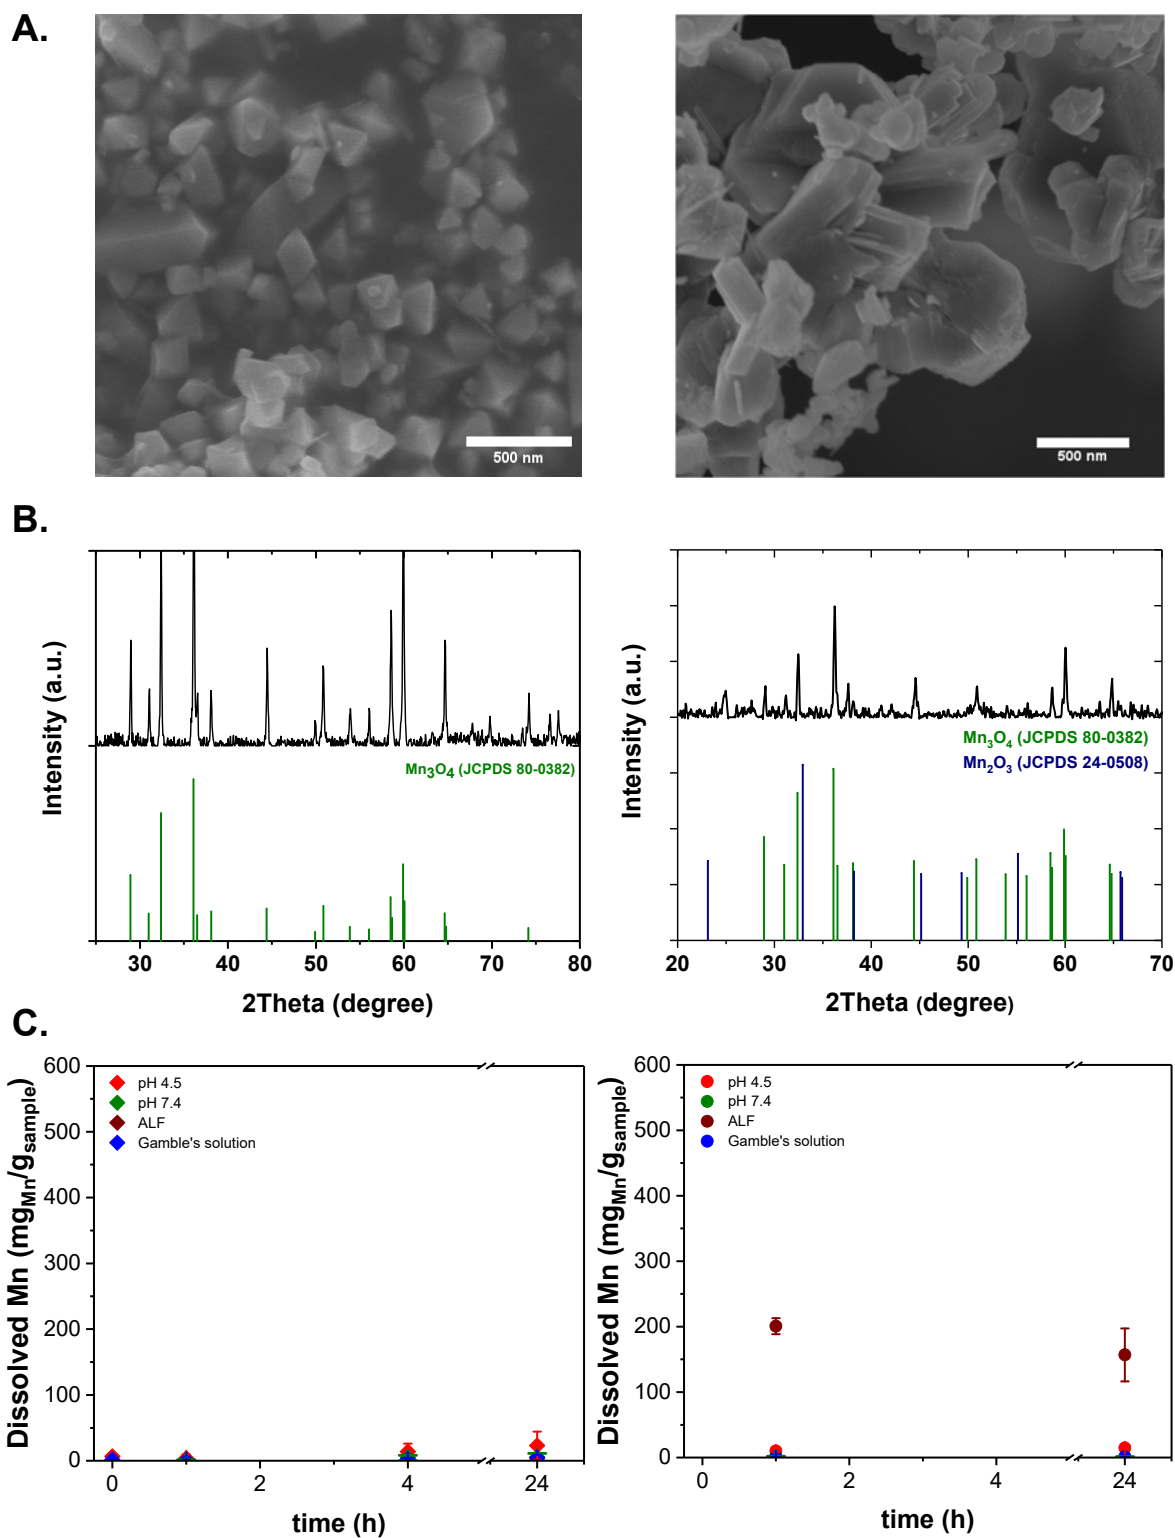 A.
500 nm
500 nm
B.
Intensity (a.u.)
Mn3O4 (JCPDS 80-0382)
30 40 50 60 70 80
2Theta (degree)
Intensity (a.u.)
Mn3O4 (JCPDS 80-0382)
Mn2O3 (JCPDS 24-0508)
20 30 40 50 60 70
2Theta (degree)
C.
Dissolved Mn (mgMn/gsample)
600
500
400
300
200
100
0
pH 4.5
pH 7.4
ALF
Gamble's solution
0 2 4 24
time (h)
Dissolved Mn (mgMn/gsample)
600
500
400
300
200
100
0
pH 4.5
pH 7.4
ALF
Gamble's solution
0 2 4 24
time (h)